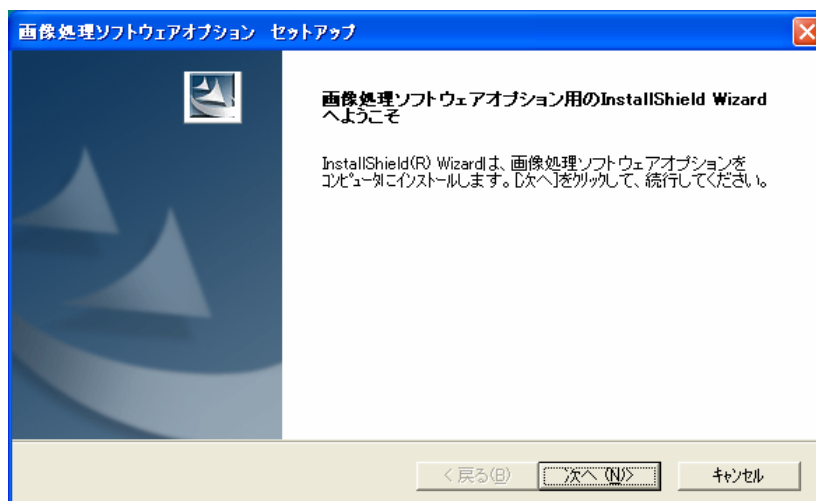 画像処理ソフトウェアオプション セットアップ
画像処理ソフトウェアオプション用のInstallShield Wizard
へようこそ
InstallShield(R) Wizardは、画像処理ソフトウェアオプションを
コンピュータにインストールします。[次へ]をクリックして、続行してください。
< 戻る(B)
次へ (N)>
キャンセル